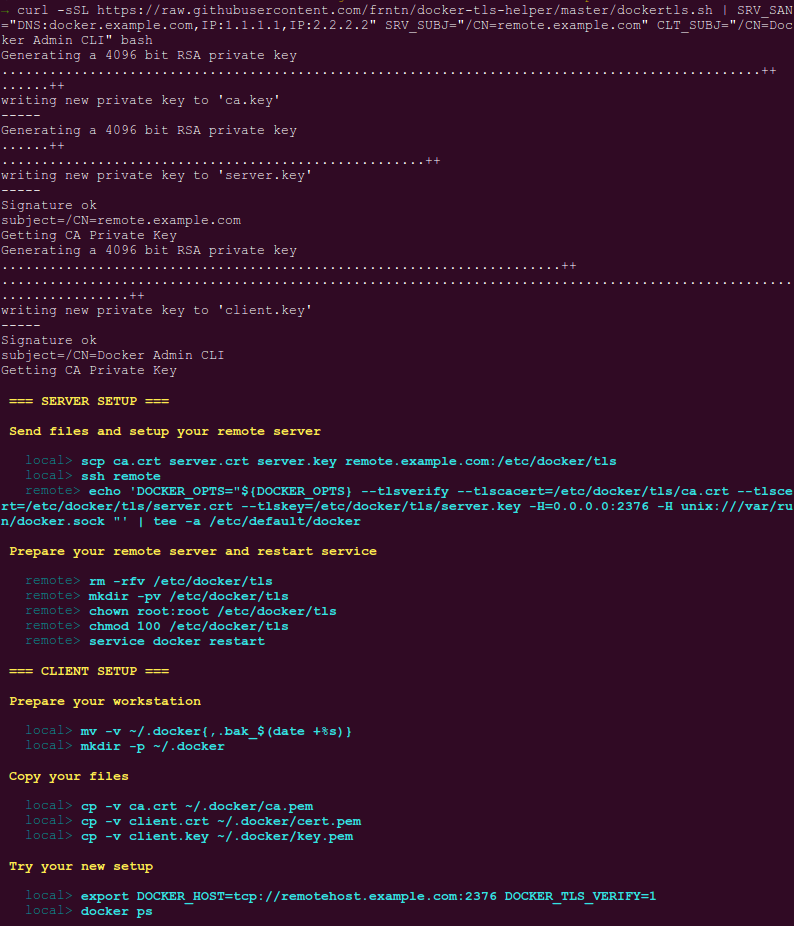 → curl -sSL https://raw.githubusercontent.com/frntn/docker-tls-helper/master/dockertls.sh | SRV_SAN
="DNS:docker.example.com,IP:1.1.1.1,IP:2.2.2.2" SRV_SUBJ="/CN=remote.example.com" CLT_SUBJ="/CN=Doc
ker Admin CLI" bash
Generating a 4096 bit RSA private key
...............................................................................................++
......++
writing new private key to 'ca.key'
-----
Generating a 4096 bit RSA private key
......++
.....................................................++
writing new private key to 'server.key'
-----
Signature ok
subject=/CN=remote.example.com
Getting CA Private Key
Generating a 4096 bit RSA private key
......................................................................++
...................................................................................................
................++
writing new private key to 'client.key'
-----
Signature ok
subject=/CN=Docker Admin CLI
Getting CA Private Key
=== SERVER SETUP ===
Send files and setup your remote server
local> scp ca.crt server.crt server.key remote.example.com:/etc/docker/tls
local> ssh remote
remote> echo 'DOCKER_OPTS="${DOCKER_OPTS} --tlsverify --tlscacert=/etc/docker/tls/ca.crt --tlsce
rt=/etc/docker/tls/server.crt --tlskey=/etc/docker/tls/server.key -H=0.0.0.0:2376 -H unix:///var/ru
n/docker.sock "' | tee -a /etc/default/docker
Prepare your remote server and restart service
remote> rm -rfv /etc/docker/tls
remote> mkdir -pv /etc/docker/tls
remote> chown root:root /etc/docker/tls
remote> chmod 100 /etc/docker/tls
remote> service docker restart
=== CLIENT SETUP ===
Prepare your workstation
local> mv -v ~/.docker{,.bak_$(date +%s)}
local> mkdir -p ~/.docker
Copy your files
local> cp -v ca.crt ~/.docker/ca.pem
local> cp -v client.crt ~/.docker/cert.pem
local> cp -v client.key ~/.docker/key.pem
Try your new setup
local> export DOCKER_HOST=tcp://remotehost.example.com:2376 DOCKER_TLS_VERIFY=1
local> docker ps